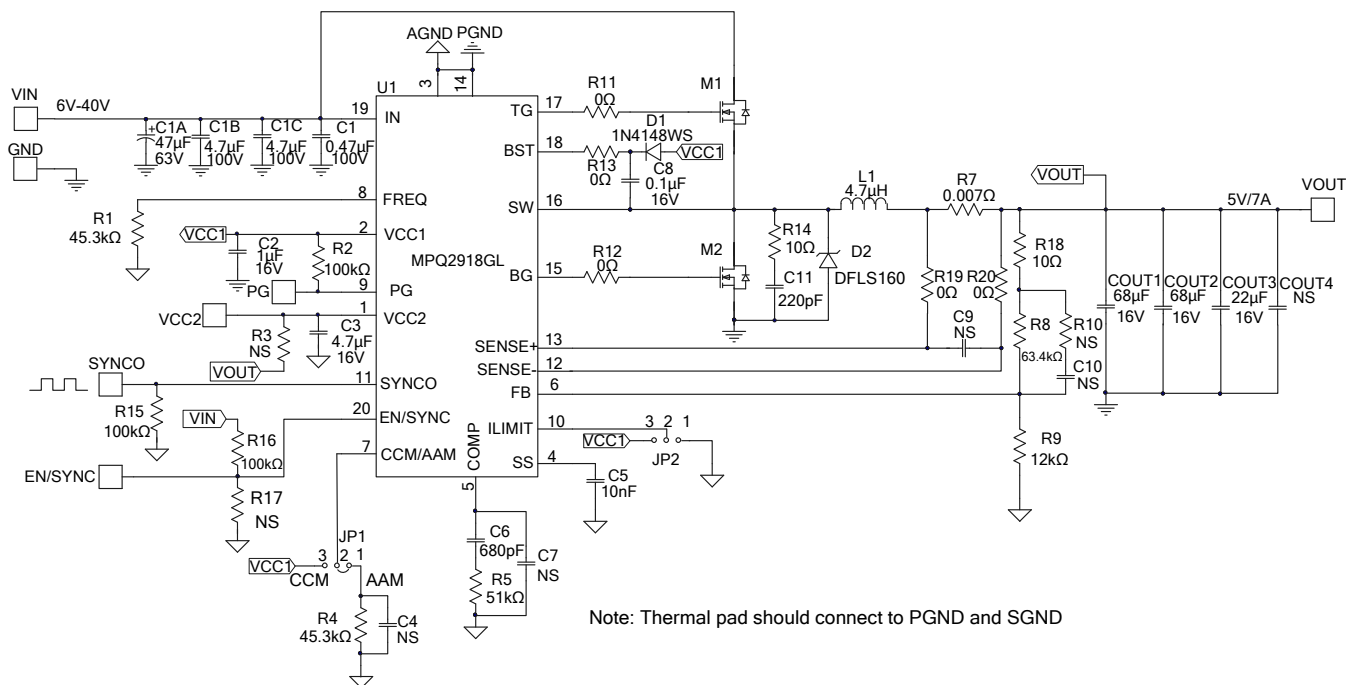 AGND PGND
3
14
U1
VIN
6V-40V
GND
C1A
47µF
63V
C1B
4.7µF
100V
C1C
4.7µF
100V
C1
0.47µF
100V
19 IN
8 FREQ
R1
45.3kΩ
VCC1
2 VCC1
C2
1µF
16V
R2
100kΩ
PG
9 PG
MPQ2918GL
VCC2
1 VCC2
R3
NS
C3
4.7µF
16V
VOUT
SYNCO
11 SYNCO
R15
100kΩ
VIN
R16
100kΩ
20 EN/SYNC
EN/SYNC
R17
NS
7 CCM/AAM
JP1
VCC1
3 2 1
CCM AAM
R4
45.3kΩ
C4
NS
COMP
5
C6
680pF
R5
51kΩ
C7
NS
TG 17
R11
0Ω
M1
BST 18
R13
0Ω
D1
1N4148WS
VCC1
C8
0.1µF
16V
SW 16
BG 15
R12
0Ω
M2
R14
10Ω
C11
220pF
D2
DFLS160
L1
4.7µH
R7
0.007Ω
R19
0Ω
R20
0Ω
C9
NS
SENSE+ 13
SENSE- 12
FB 6
ILIMIT 10
VCC1
3 2 1
JP2
SS 4
C5
10nF
VOUT
5V/7A
VOUT
R18
10Ω
R8
63.4kΩ
R10
NS
C10
NS
R9
12kΩ
COUT1
68µF
16V
COUT2
68µF
16V
COUT3
22µF
16V
COUT4
NS
Note: Thermal pad should connect to PGND and SGND